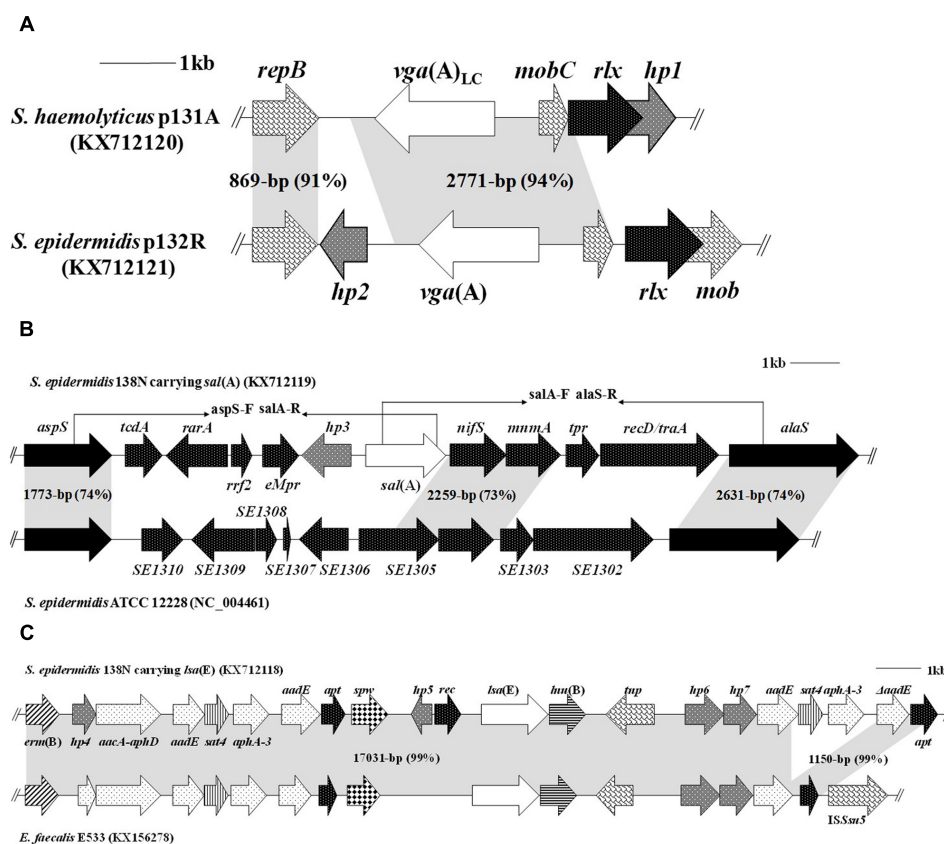 A
1kb
repB vga(A)LC mobC rlx hp1
S. haemolyticus p131A
(KX712120)
869-bp (91%) 2771-bp (94%)
S. epidermidis p132R
(KX712121)
hp2 vga(A) rlx mob
B
1kb
S. epidermidis 138N carrying sal(A) (KX712119)
aspS-F salA-R salA-F alaS-R
aspS tcdA rarA hp3 nifS mnmA tpr recD/traA alaS
rrf2 eMpr sal(A)
1773-bp (74%) 2259-bp (73%) 2631-bp (74%)
SE1308
SE1310 SE1309 SE1307 SE1306 SE1305 SE1303 SE1302
S. epidermidis ATCC 12228 (NC_004461)
C
S. epidermidis 138N carrying lsa(E) (KX712118)
1kb
aadE apt spw hp5 rec lsa(E) lnu(B) tnp hp6 hp7 aadE sat4 aphA-3 ΔaadE
erm(B) hp4 aacA-aphD aadE sat4 aphA-3 apt
17031-bp (99%) 1150-bp (99%)
ISSsu5
E. faecalis E533 (KX156278)